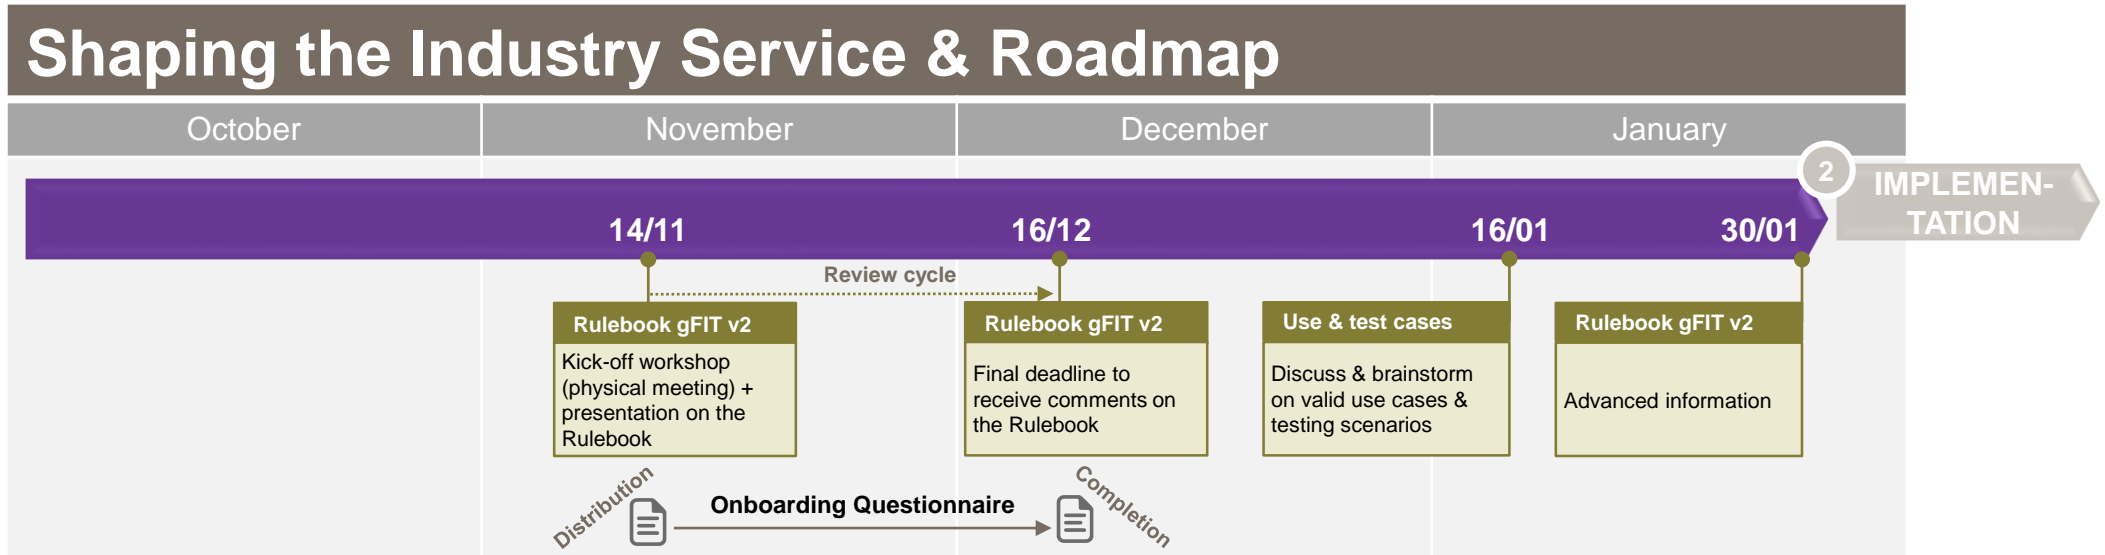 Shaping the Industry Service & Roadmap
October
November
December
January
2
IMPLEMEN-
TATION
14/11
16/12
16/01
30/01
Review cycle
Rulebook gFIT v2
Kick-off workshop
(physical meeting) +
presentation on the
Rulebook
Rulebook gFIT v2
Final deadline to
receive comments on
the Rulebook
Use & test cases
Discuss & brainstorm
on valid use cases &
testing scenarios
Rulebook gFIT v2
Advanced information
Distribution
Onboarding Questionnaire
Completion